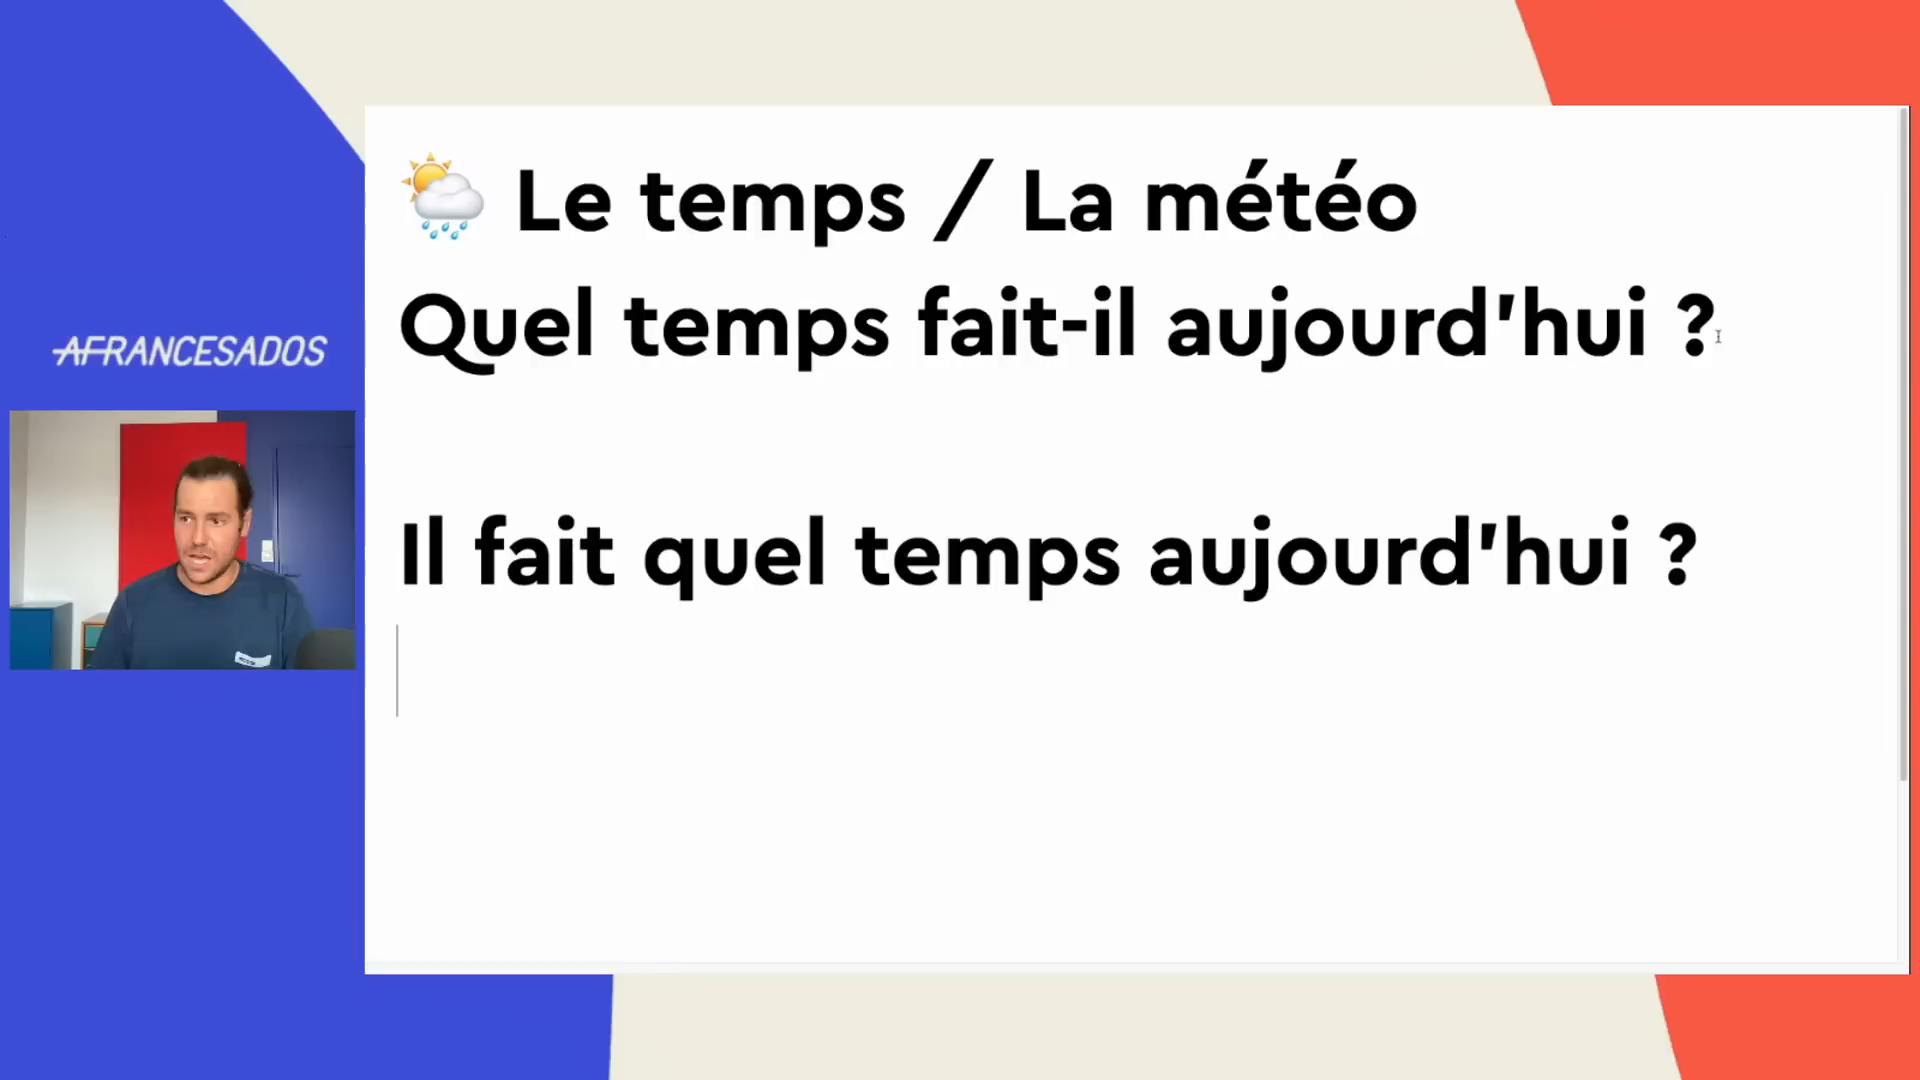 🌦️ Le temps / La météo
Quel temps fait-il aujourd'hui ?
AFRANCESADOS
Il fait quel temps aujourd'hui ?